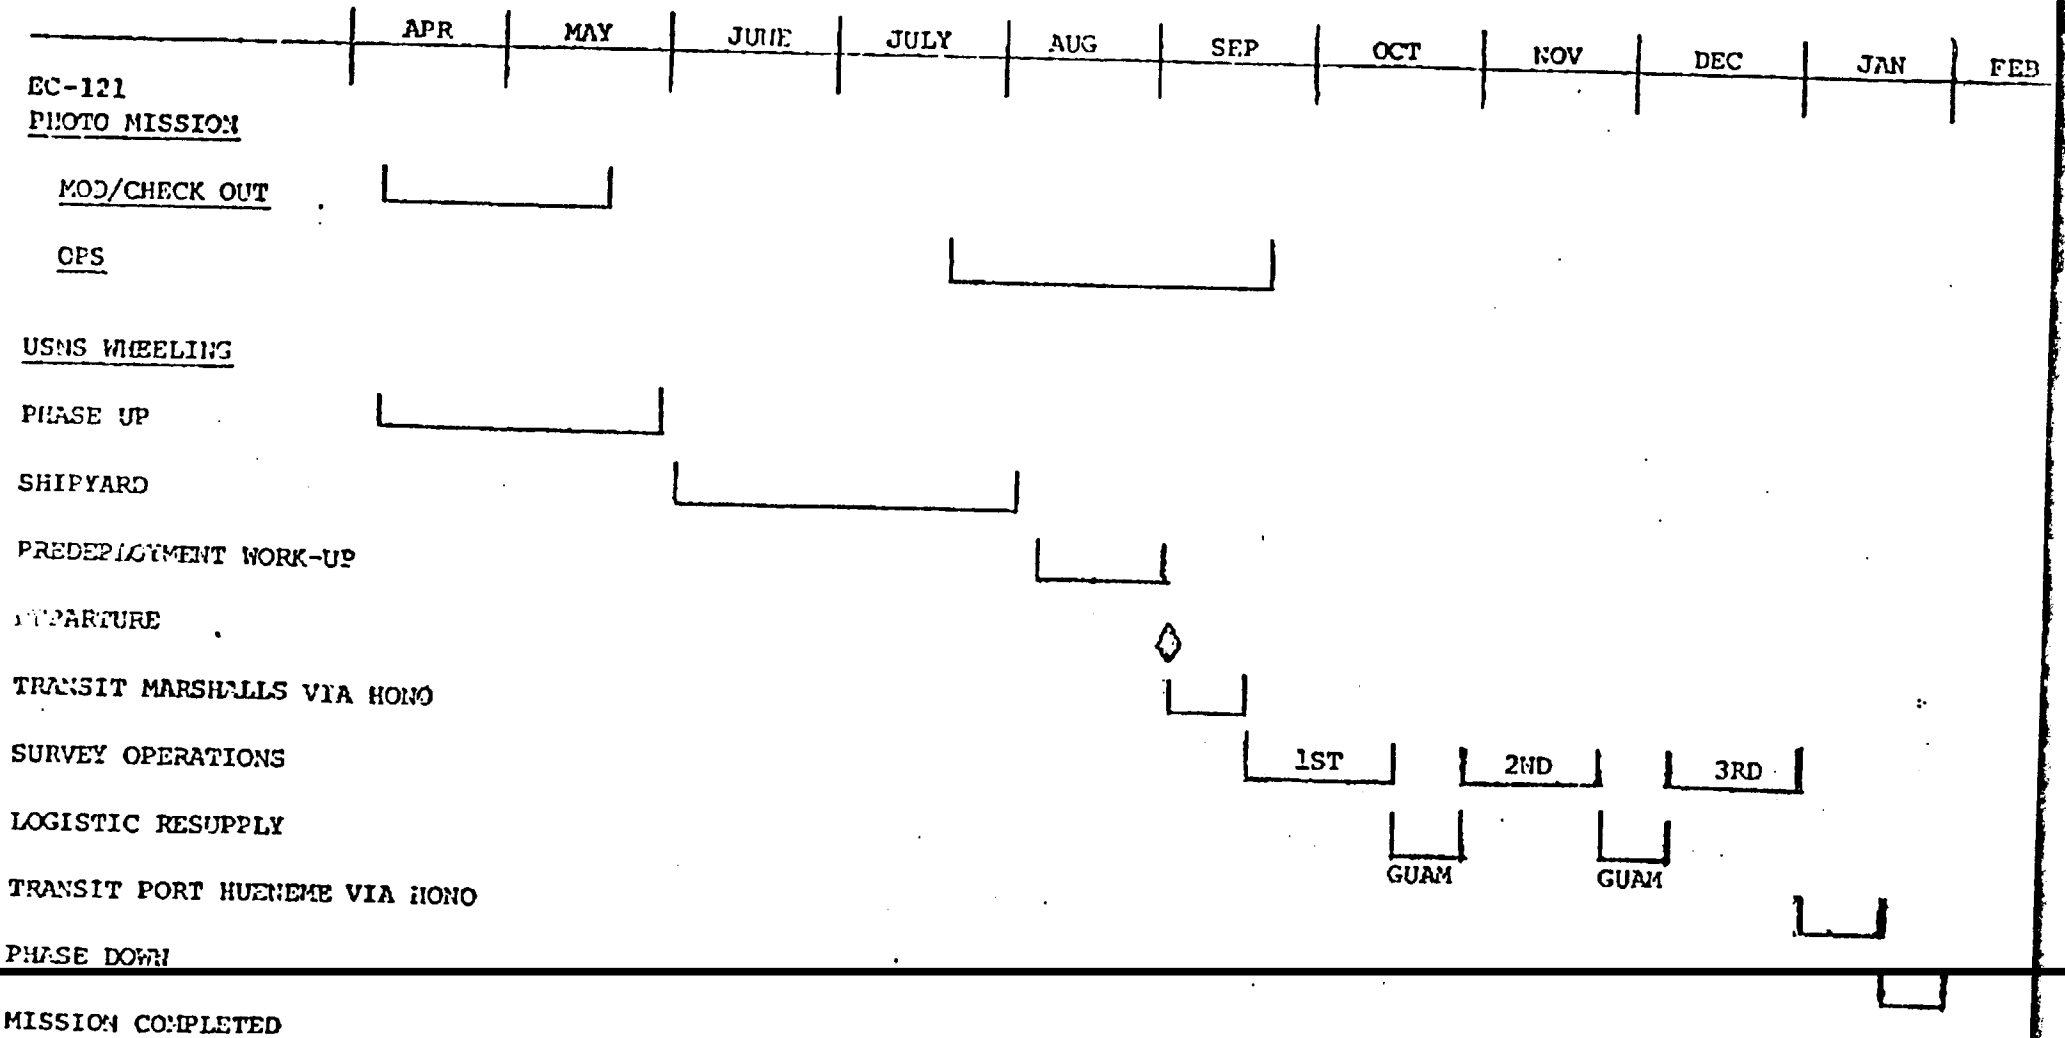 APR MAY JUNE JULY AUG SEP OCT NOV DEC JAN FEB
EC-121
PHOTO MISSION
MOD/CHECK OUT
OPS
USNS WHEELING
PHASE UP
SHIPYARD
PREDEPLOYMENT WORK-UP
DEPARTURE
TRANSIT MARSHALLS VIA HONO
SURVEY OPERATIONS 1ST 2ND 3RD
LOGISTIC RESUPPLY
GUAM GUAM
TRANSIT PORT HUENEME VIA HONO
PHASE DOWN
MISSION COMPLETED